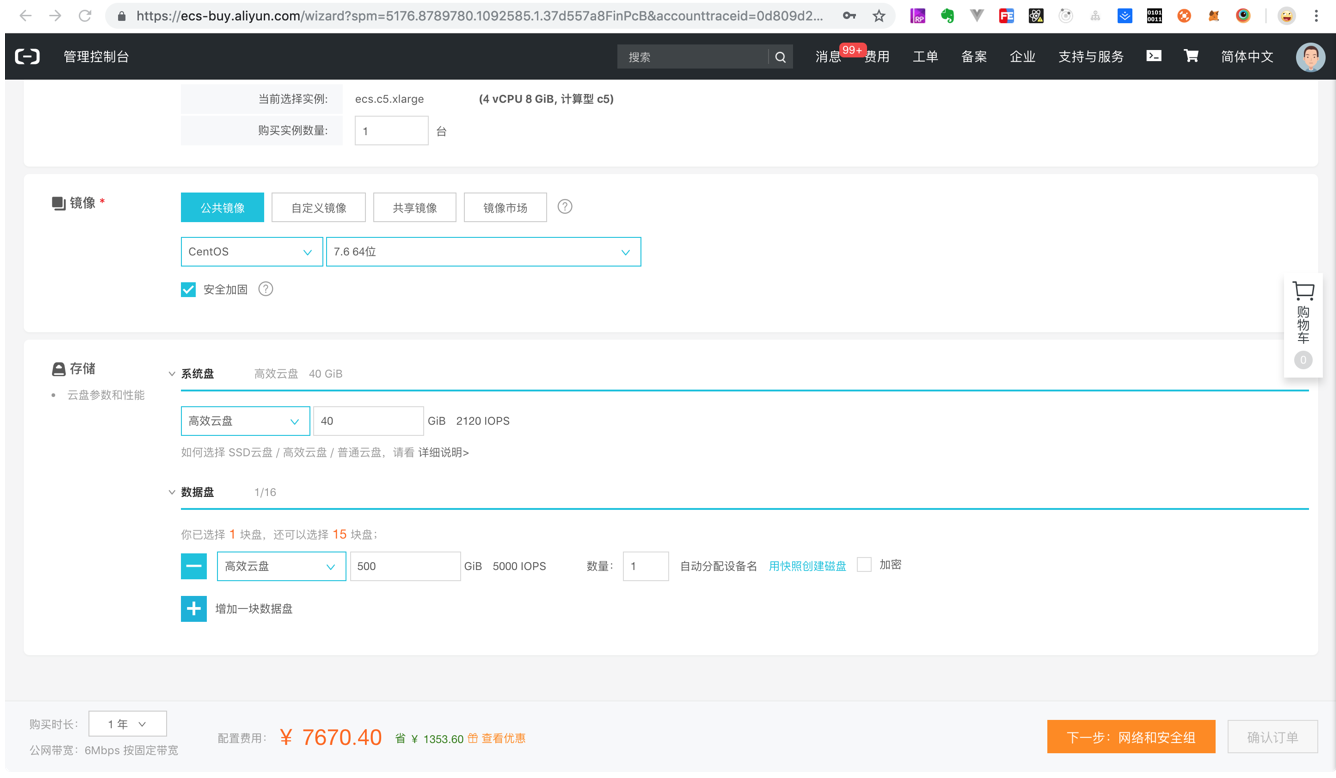 https://ecs-buy.aliyun.com/wizard?spm=5176.8789780.1092585.1.37d557a8FinPcB&accounttraceid=0d809d2...
管理控制台 搜索 消息 99+ 费用 工单 备案 企业 支持与服务 简体中文
当前选择实例: ecs.c5.xlarge (4 vCPU 8 GiB, 计算型 c5)
购买实例数量: 1 台
镜像 * 公共镜像 自定义镜像 共享镜像 镜像市场 ?
CentOS 7.6 64位
安全加固 ?
购物车
0
存储
云盘参数和性能
系统盘 高效云盘 40 GiB
高效云盘 40 GiB 2120 IOPS
如何选择 SSD云盘 / 高效云盘 / 普通云盘，请看 详细说明>
数据盘 1/16
你已选择 1 块盘，还可以选择 15 块盘；
高效云盘 500 GiB 5000 IOPS 数量： 1 自动分配设备名 用快照创建磁盘 加密
增加一块数据盘
购买时长： 1 年
公网带宽： 6Mbps 按固定带宽
配置费用： ¥ 7670.40 省 ¥ 1353.60 查看优惠
下一步：网络和安全组 确认订单